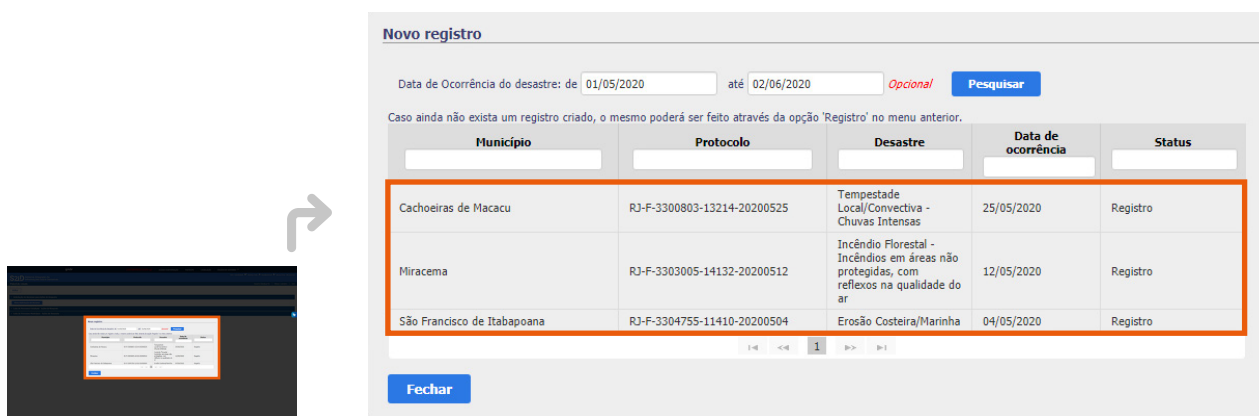 Novo registro
Data de Ocorrência do desastre: de 01/05/2020 até 02/06/2020 Opcional Pesquisar
Caso ainda não exista um registro criado, o mesmo poderá ser feito através da opção 'Registro' no menu anterior.
Município Protocolo Desastre Data de ocorrência Status
Cachoeiras de Macacu RJ-F-3300803-13214-20200525 Tempestade Local/Convectiva - Chuvas Intensas 25/05/2020 Registro
Miracema RJ-F-3303005-14132-20200512 Incêndio Florestal - Incêndios em áreas não protegidas, com reflexos na qualidade do ar 12/05/2020 Registro
São Francisco de Itabapoana RJ-F-3304755-11410-20200504 Erosão Costeira/Marinha 04/05/2020 Registro
1
Fechar